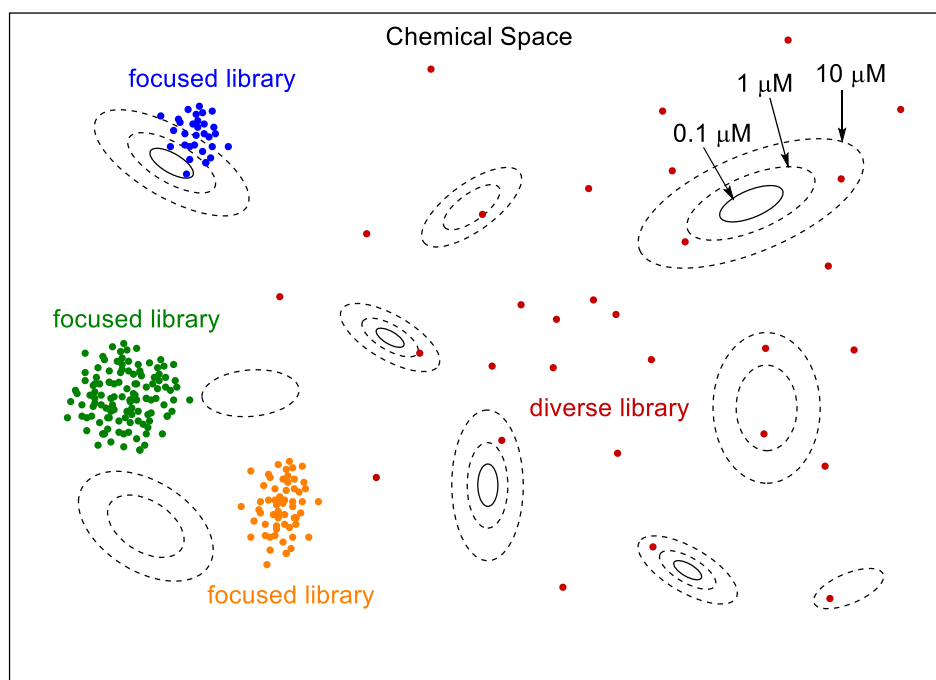 Chemical Space
focused library
10 μM
1 μM
0.1 μM
focused library
diverse library
focused library